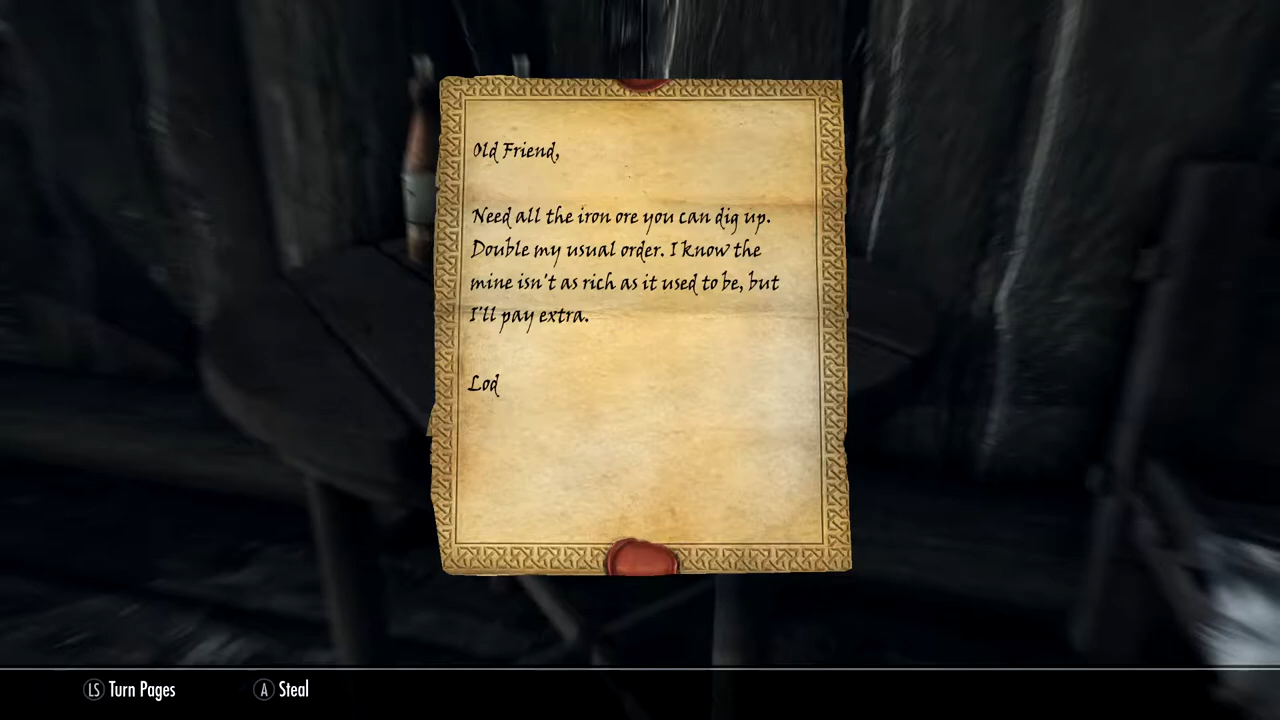 Old Friend,
Need all the iron ore you can dig up.
Double my usual order. I know the
mine isn't as rich as it used to be, but
I'll pay extra.
Lod
LS Turn Pages
A Steal